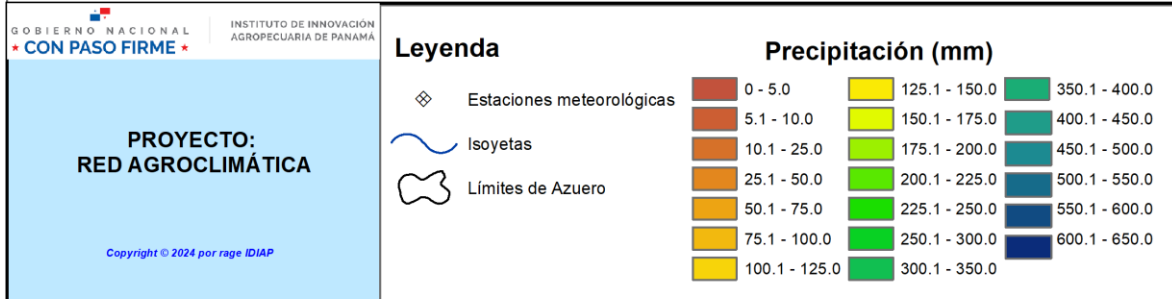 GOBIERNO NACIONAL
★ CON PASO FIRME ★
INSTITUTO DE INNOVACIÓN
AGROPECUARIA DE PANAMÁ
PROYECTO:
RED AGROCLIMÁTICA
Copyright © 2024 por rage IDIAP
Leyenda
Estaciones meteorológicas
Isoyetas
Límites de Azuero
Precipitación (mm)
0 - 5.0
5.1 - 10.0
10.1 - 25.0
25.1 - 50.0
50.1 - 75.0
75.1 - 100.0
100.1 - 125.0
125.1 - 150.0
150.1 - 175.0
175.1 - 200.0
200.1 - 225.0
225.1 - 250.0
250.1 - 300.0
300.1 - 350.0
350.1 - 400.0
400.1 - 450.0
450.1 - 500.0
500.1 - 550.0
550.1 - 600.0
600.1 - 650.0